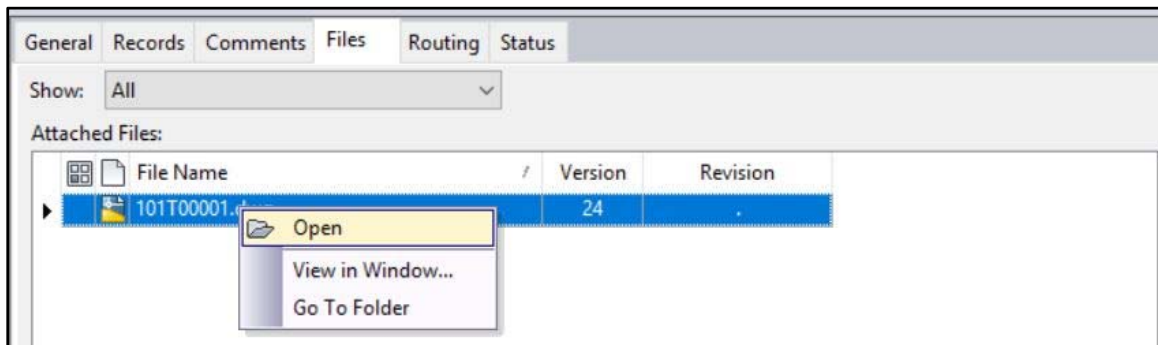 General Records Comments Files Routing Status
Show: All
Attached Files:
File Name / Version Revision
101T00001. 24 .
Open
View in Window...
Go To Folder